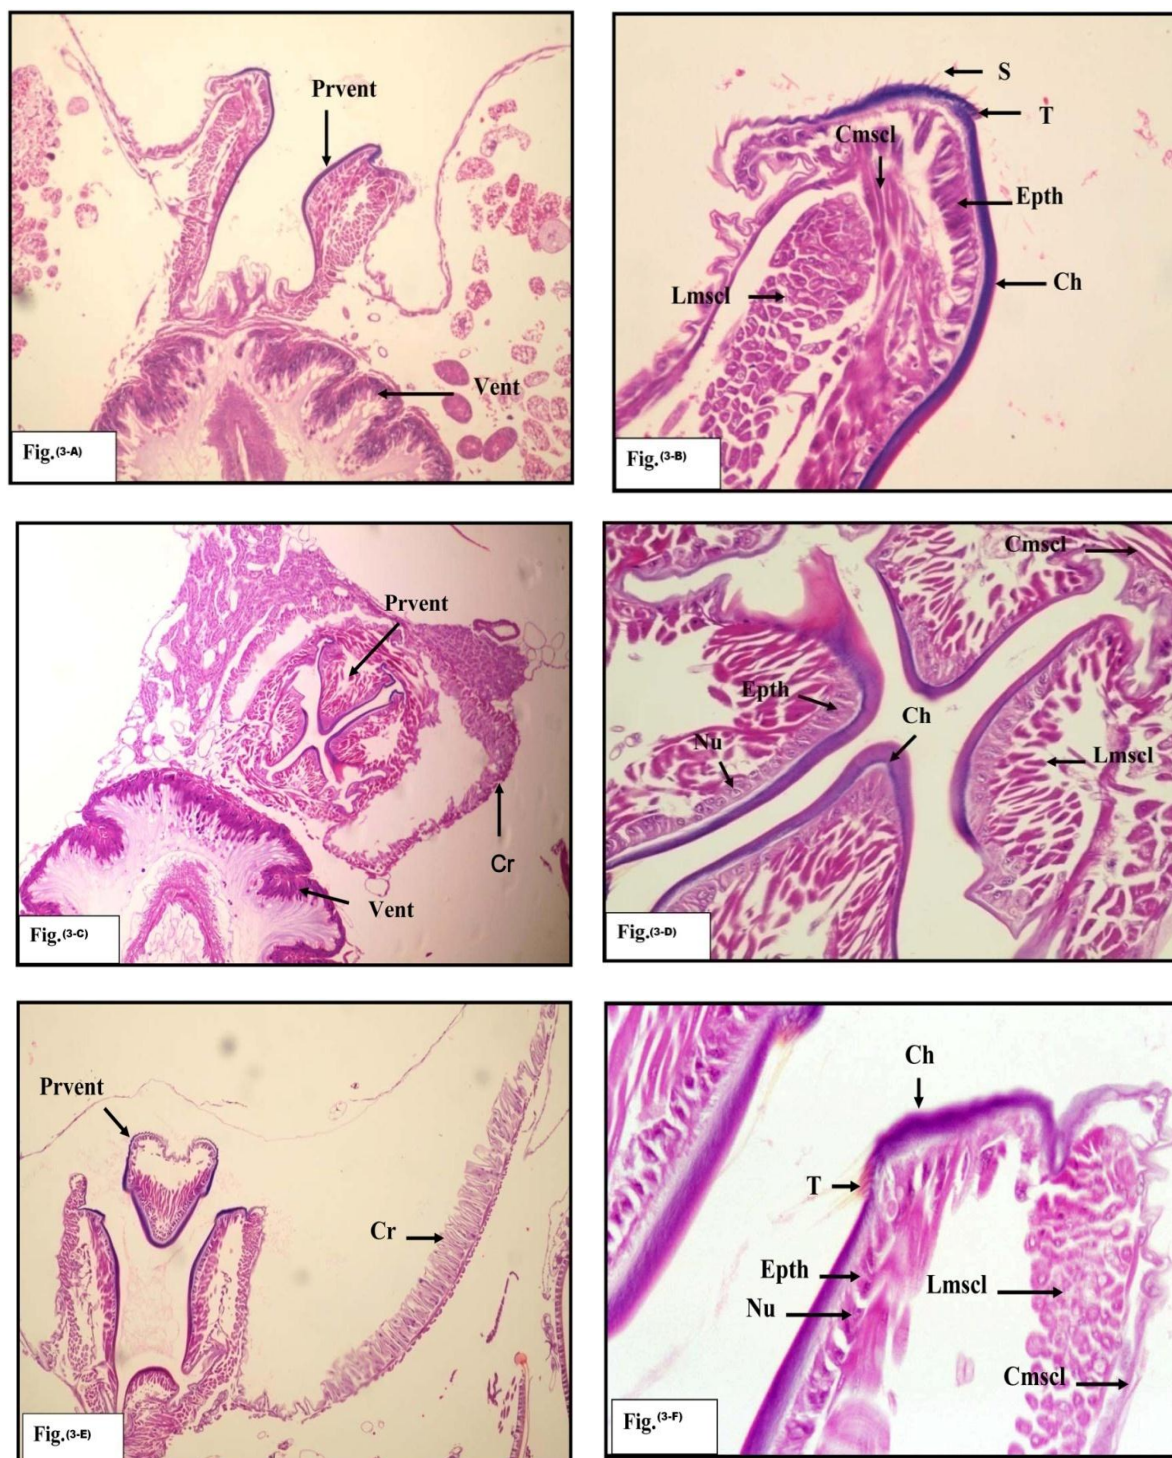 Prvent
Vent
Fig.(3-A)
S
T
Cmscl
Epth
Ch
Lmscl
Fig.(3-B)
Prvent
Cr
Vent
Fig.(3-C)
Cmscl
Epth
Ch
Nu
Lmscl
Fig.(3-D)
Prvent
Cr
Fig.(3-E)
Ch
T
Epth
Lmscl
Nu
Cmscl
Fig.(3-F)